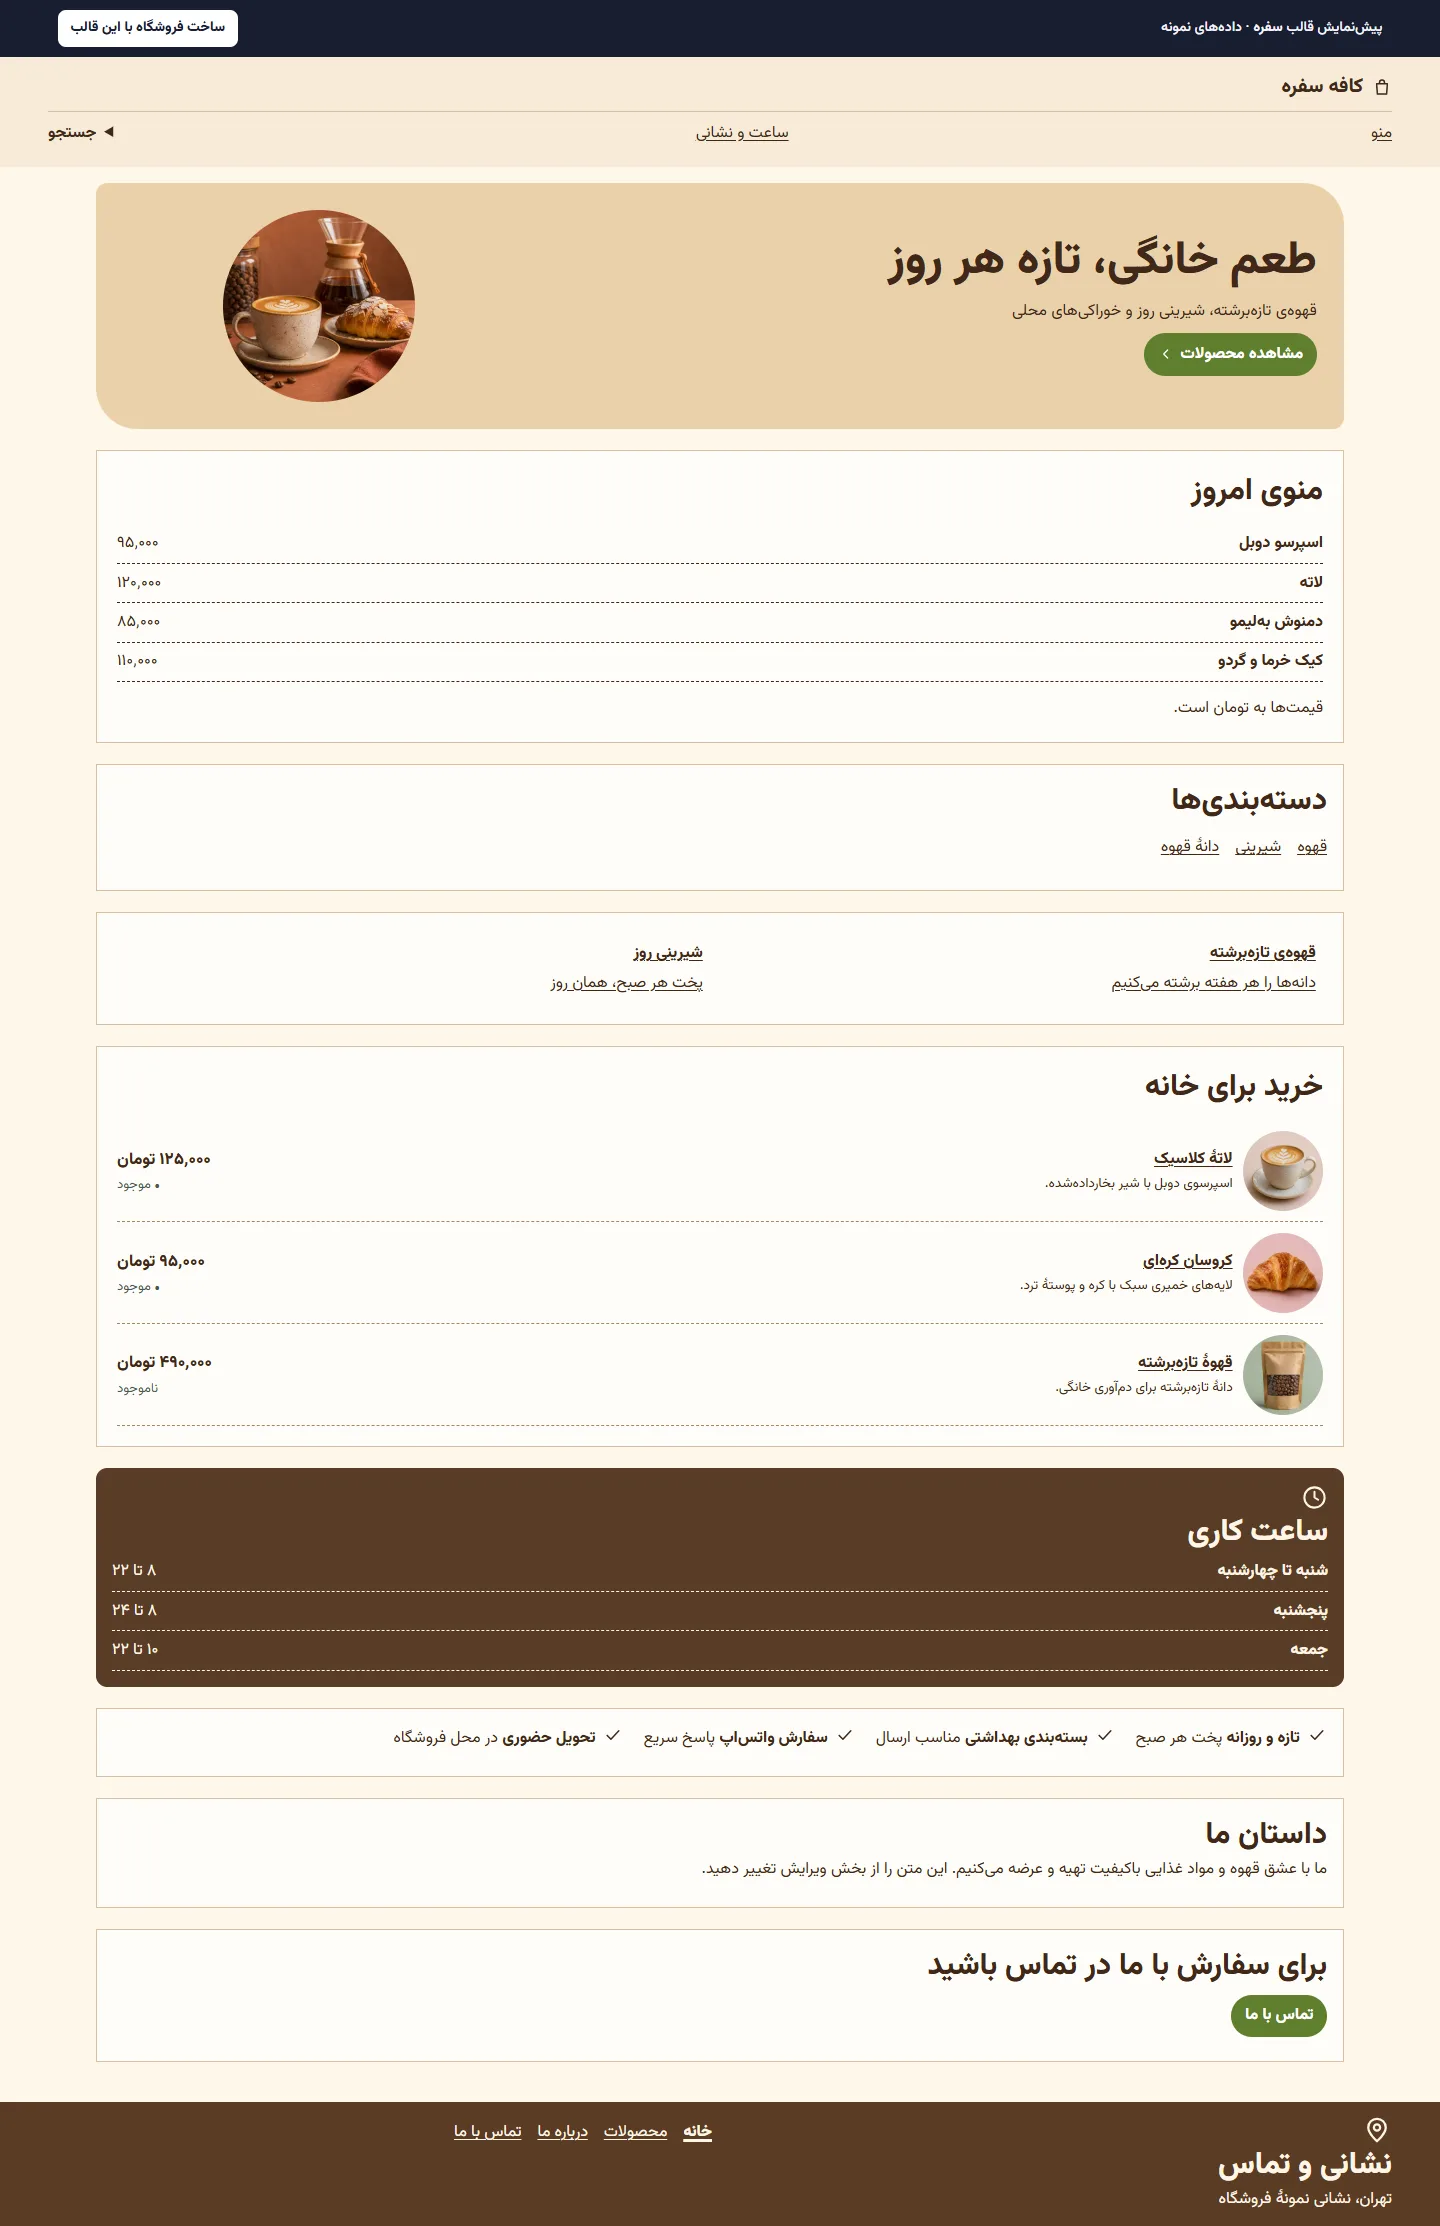 پیش‌نمایش قالب سفره · داده‌های نمونه
ساخت فروشگاه با این قالب
کافه سفره
منو
ساعت و نشانی
جستجو
طعم خانگی، تازه هر روز
قهوه‌ی تازه‌برشته، شیرینی روز و خوراکی‌های محلی
مشاهده محصولات
منوی امروز
اسپرسو دوبل ۹۵,۰۰۰
لاته ۱۲۰,۰۰۰
دمنوش به‌لیمو ۸۵,۰۰۰
کیک خرما و گردو ۱۱۰,۰۰۰
قیمت‌ها به تومان است.
دسته‌بندی‌ها
قهوه شیرینی دانهٔ قهوه
قهوه‌ی تازه‌برشته
دانه‌ها را هر هفته برشته می‌کنیم
شیرینی روز
پخت هر صبح، همان روز
خرید برای خانه
لاتهٔ کلاسیک
اسپرسوی دوبل با شیر بخارداده‌شده.
۱۲۵,۰۰۰ تومان
• موجود
کروسان کره‌ای
لایه‌های خمیری سبک با کره و پوستهٔ ترد.
۹۵,۰۰۰ تومان
• موجود
قهوهٔ تازه‌برشته
دانهٔ تازه‌برشته برای دم‌آوری خانگی.
۴۹۰,۰۰۰ تومان
ناموجود
ساعت کاری
شنبه تا چهارشنبه ۸ تا ۲۲
پنجشنبه ۸ تا ۲۴
جمعه ۱۰ تا ۲۲
تازه و روزانه پخت هر صبح
بسته‌بندی بهداشتی مناسب ارسال
سفارش واتس‌اپ پاسخ سریع
تحویل حضوری در محل فروشگاه
داستان ما
ما با عشق قهوه و مواد غذایی باکیفیت تهیه و عرضه می‌کنیم. این متن را از بخش ویرایش تغییر دهید.
برای سفارش با ما در تماس باشید
تماس با ما
نشانی و تماس
تهران، نشانی نمونهٔ فروشگاه
خانه محصولات درباره ما تماس با ما